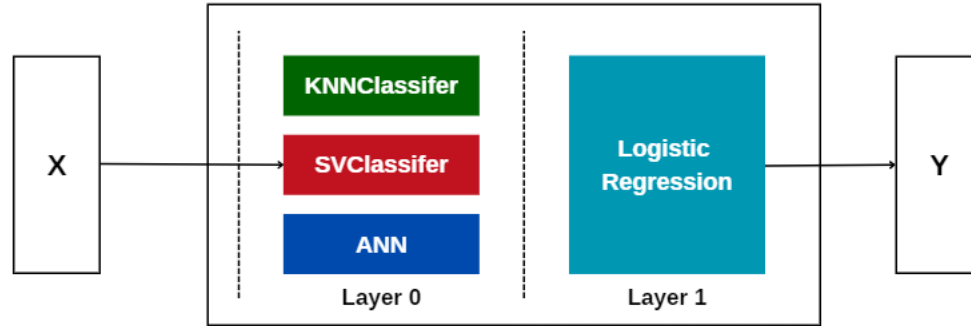 X
KNNClassifer
SVClassifer
ANN
Layer 0
Logistic
Regression
Layer 1
Y